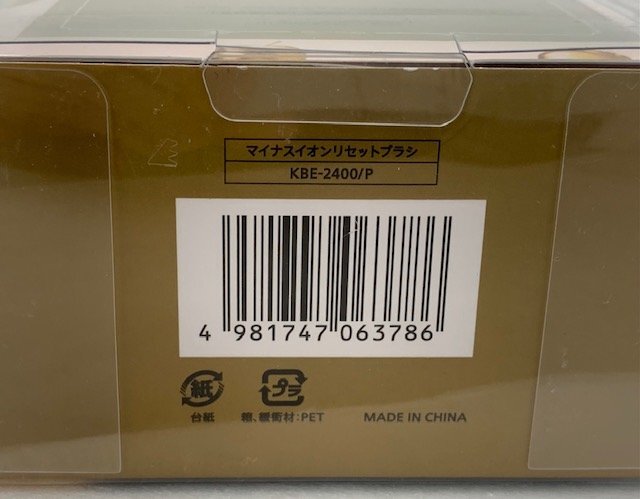 マイナスイオンリセットブラシ
KBE-2400/P
4 981747 063786
紙 プラ
台紙 箱、緩衝材：PET MADE IN CHINA